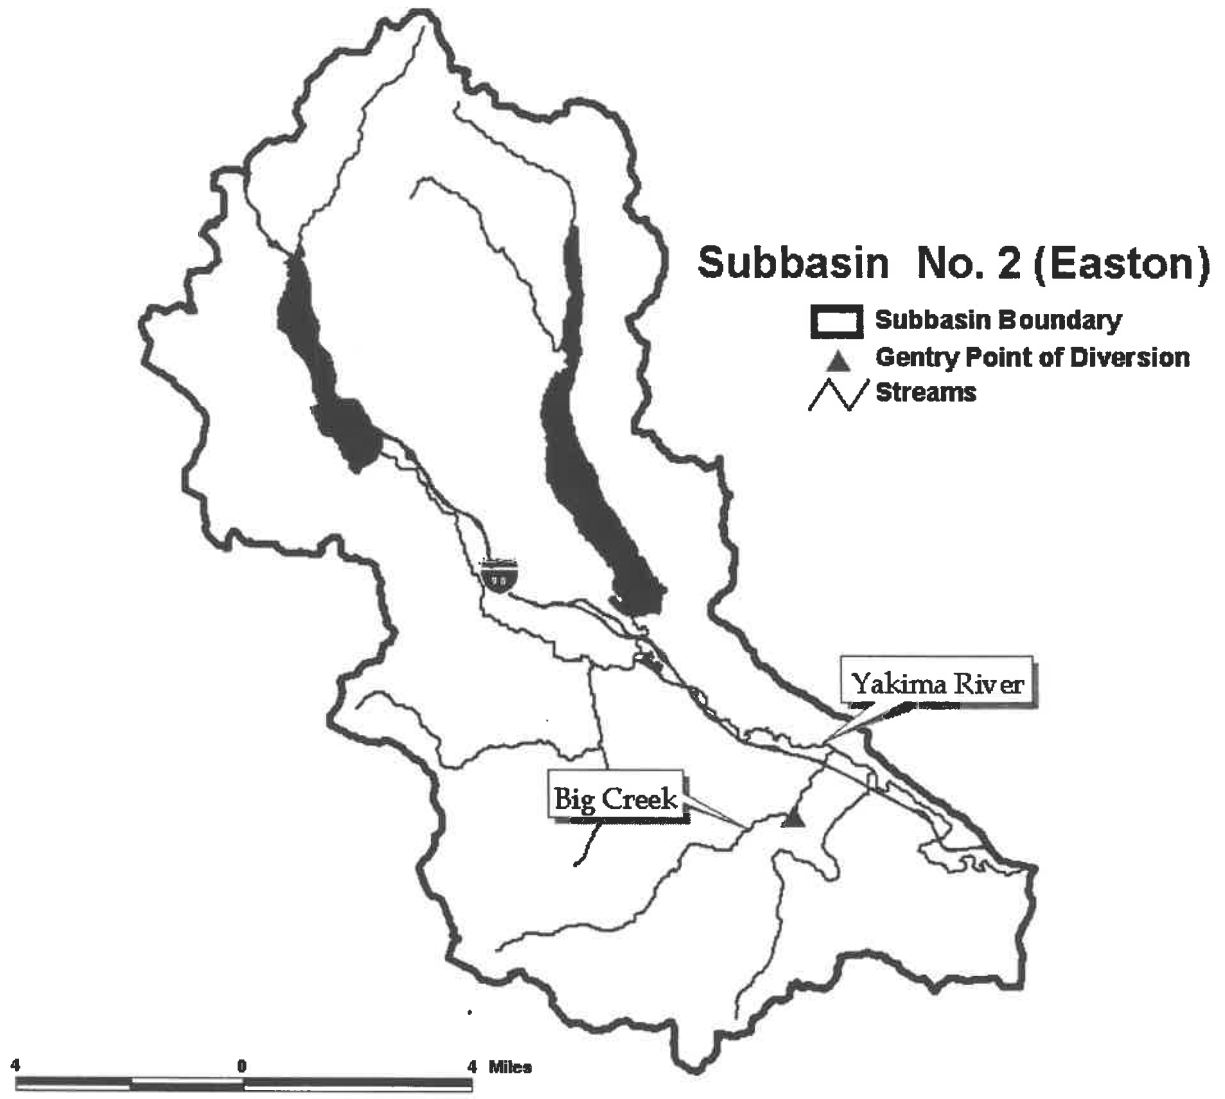 Subbasin No. 2 (Easton)
Subbasin Boundary
Gentry Point of Diversion
Streams
90
Yakima River
Big Creek
4 0 4 Miles